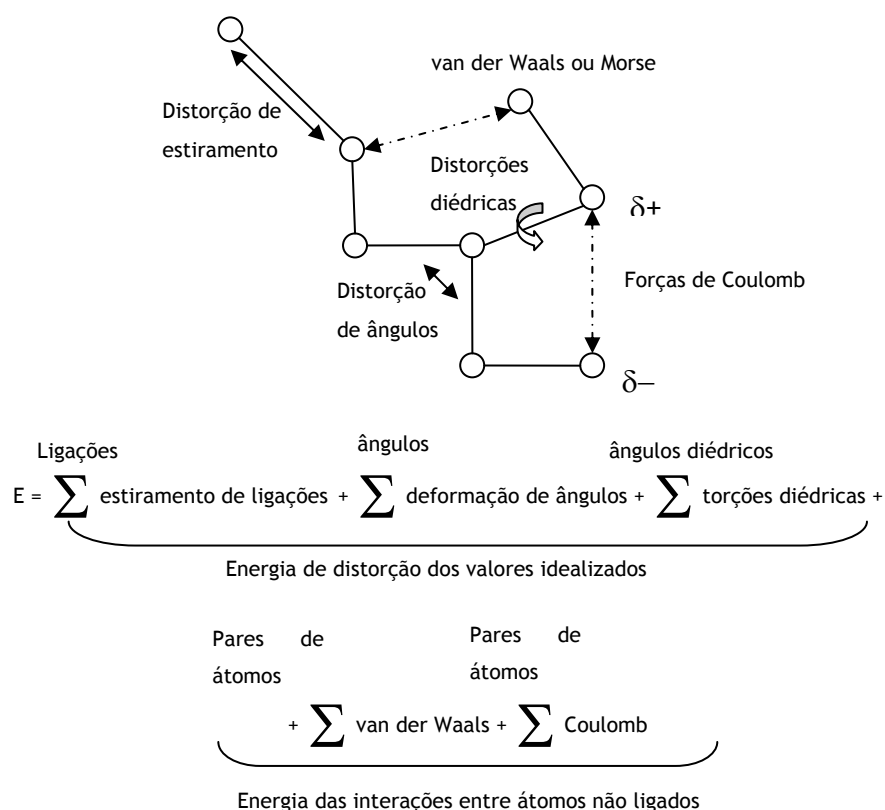 van der Waals ou Morse
Distorção de
estiramento
Distorções
diédricas
δ+
Distorção
de ângulos
Forças de Coulomb
δ−
Ligações
ângulos
ângulos diédricos
E = ∑ estiramento de ligações + ∑ deformação de ângulos + ∑ torções diédricas +
Energia de distorção dos valores idealizados
Pares de
átomos
Pares de
átomos
+ ∑ van der Waals + ∑ Coulomb
Energia das interações entre átomos não ligados